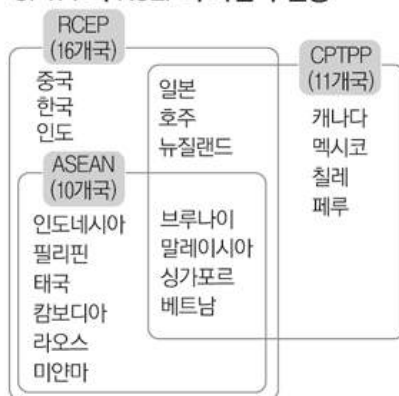 RCEP
(16개국)
중국
한국
인도
일본
호주
뉴질랜드
CPTPP
(11개국)
캐나다
멕시코
칠레
페루
ASEAN
(10개국)
인도네시아
필리핀
태국
캄보디아
라오스
미얀마
브루나이
말레이시아
싱가포르
베트남